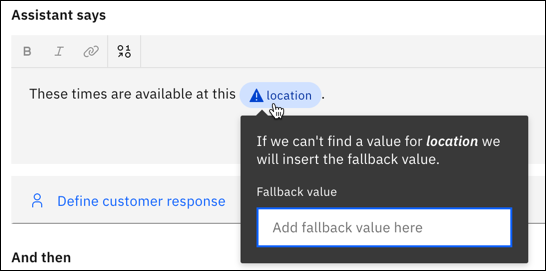 Assistant says
B I
These times are available at this location .
If we can't find a value for location we
will insert the fallback value.
Fallback value
Add fallback value here
Define customer response
And then